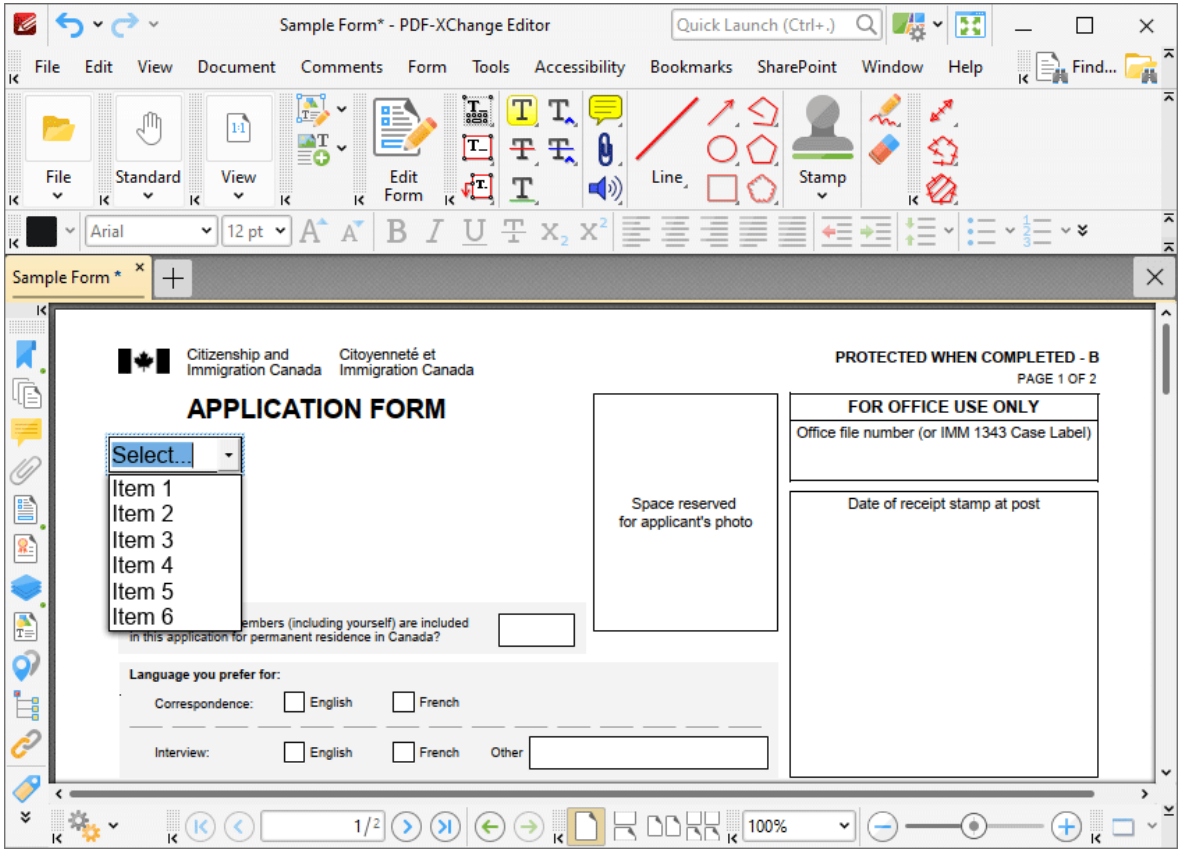 Sample Form* - PDF-XChange Editor
Quick Launch (Ctrl+.)
File Edit View Document Comments Form Tools Accessibility Bookmarks SharePoint Window Help Find...
File Standard View Edit Form Line Stamp
Arial 12 pt
Sample Form *
Citizenship and Immigration Canada
Citoyenneté et Immigration Canada
PROTECTED WHEN COMPLETED - B
PAGE 1 OF 2
APPLICATION FORM
FOR OFFICE USE ONLY
Office file number (or IMM 1343 Case Label)
Select...
Item 1
Item 2
Item 3
Item 4
Item 5
Item 6
Space reserved
for applicant's photo
Date of receipt stamp at post
embers (including yourself) are included
in this application for permanent residence in Canada?
Language you prefer for:
Correspondence: English French
Interview: English French Other
1/2
100%